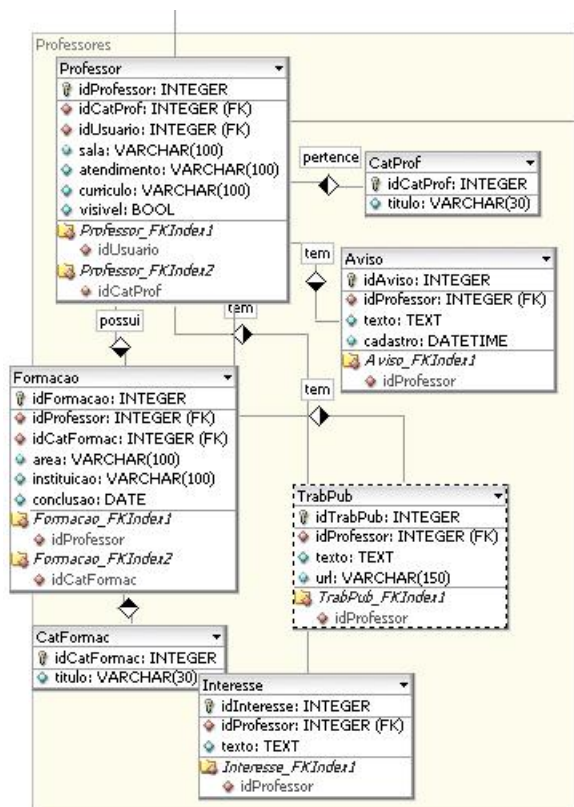 Professores
Professor
idProfessor: INTEGER
idCatProf: INTEGER (FK)
idUsuario: INTEGER (FK)
sala: VARCHAR(100)
atendimento: VARCHAR(100)
curriculo: VARCHAR(100)
visivel: BOOL
Professor_FKIndex1
idUsuario
Professor_FKIndex2
idCatProf
pertence
CatProf
idCatProf: INTEGER
titulo: VARCHAR(30)
tem
Aviso
idAviso: INTEGER
idProfessor: INTEGER (FK)
texto: TEXT
cadastro: DATETIME
Aviso_FKIndex1
idProfessor
possui
tem
Formacao
idFormacao: INTEGER
idProfessor: INTEGER (FK)
idCatFormac: INTEGER (FK)
area: VARCHAR(100)
instituicao: VARCHAR(100)
conclusao: DATE
Formacao_FKIndex1
idProfessor
Formacao_FKIndex2
idCatFormac
tem
TrabPub
idTrabPub: INTEGER
idProfessor: INTEGER (FK)
texto: TEXT
url: VARCHAR(150)
TrabPub_FKIndex1
idProfessor
CatFormac
idCatFormac: INTEGER
titulo: VARCHAR(30)
Interesse
idInteresse: INTEGER
idProfessor: INTEGER (FK)
texto: TEXT
Interesse_FKIndex1
idProfessor